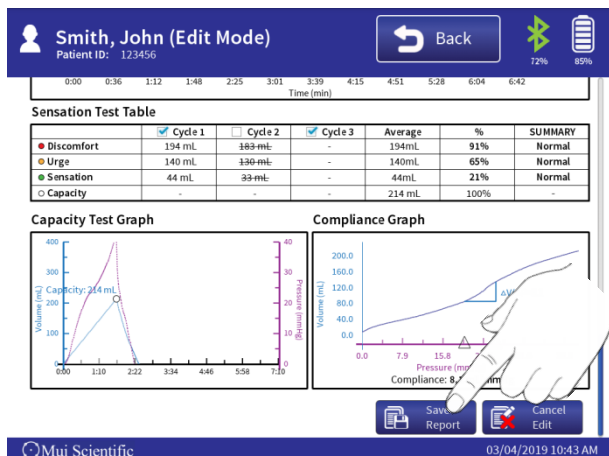 Smith, John (Edit Mode)
Patient ID: 123456
Back
72%
85%
0:00 0:36 1:12 1:48 2:25 3:01 3:39 4:15 4:51 5:28 6:04 6:42
Time (min)
Sensation Test Table
Cycle 1 Cycle 2 Cycle 3 Average % SUMMARY
Discomfort 194 mL 183 mL - 194mL 91% Normal
Urge 140 mL 130 mL - 140mL 65% Normal
Sensation 44 mL 33 mL - 44mL 21% Normal
Capacity - - - 214 mL 100% -
Capacity Test Graph
Compliance Graph
400
300
200
100
0
Volume (mL)
Capacity: 214 mL
40
30
20
10
0
Pressure (mmHg)
0:00 1:10 2:22 3:34 4:46 5:58 7:10
200.0
160.0
120.0
80.0
40.0
0.0
Volume (mL)
0.0 7.9 15.8
Pressure
Compliance: 8,
Save Report
Cancel Edit
Mui Scientific
03/04/2019 10:43 AM